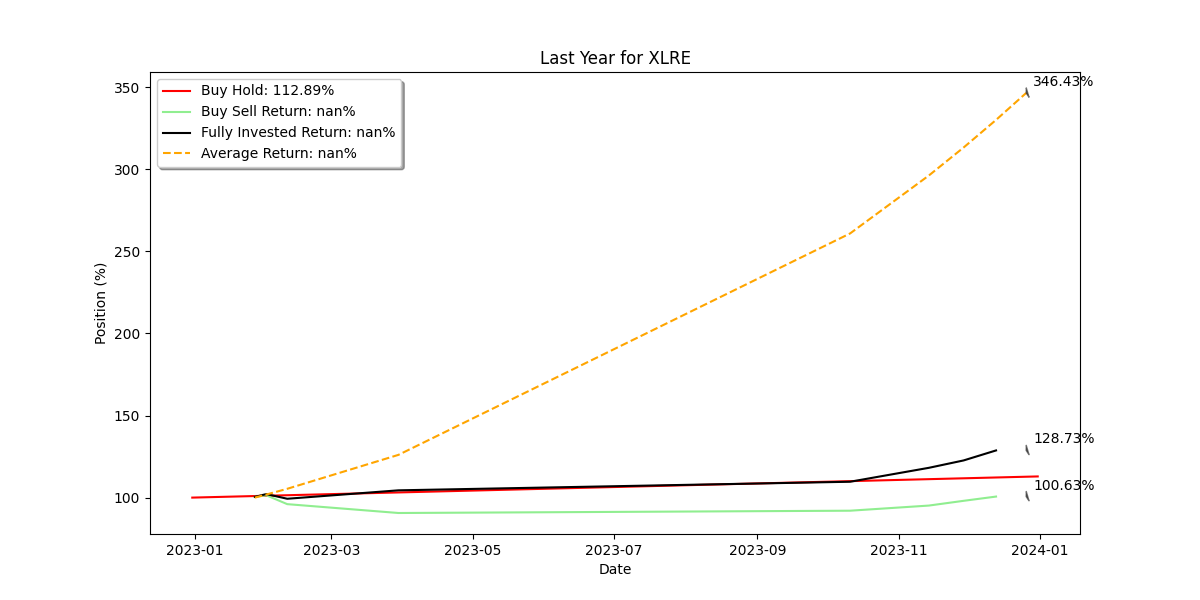 Last Year for XLRE
Buy Hold: 112.89%
Buy Sell Return: nan%
Fully Invested Return: nan%
Average Return: nan%
346.43%
128.73%
100.63%
Position (%)
350
300
250
200
150
100
2023-01
2023-03
2023-05
2023-07
2023-09
2023-11
2024-01
Date